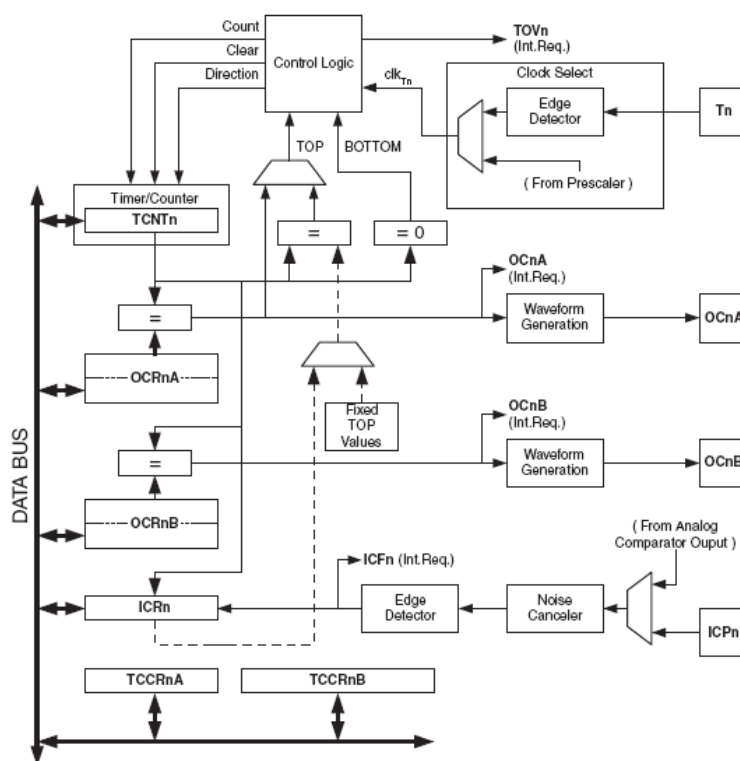 Count
Clear
Direction
Control Logic
TOVn
(Int.Req.)
clkTn
Clock Select
Edge
Detector
Tn
( From Prescaler )
TOP
BOTTOM
Timer/Counter
TCNTn
=
= 0
OCnA
(Int.Req.)
=
Waveform
Generation
OCnA
OCRnA
Fixed
TOP
Values
OCnB
(Int.Req.)
=
Waveform
Generation
OCnB
OCRnB
DATA BUS
( From Analog
Comparator Ouput )
ICFn (Int.Req.)
ICRn
Edge
Detector
Noise
Canceler
ICPn
TCCRnA
TCCRnB